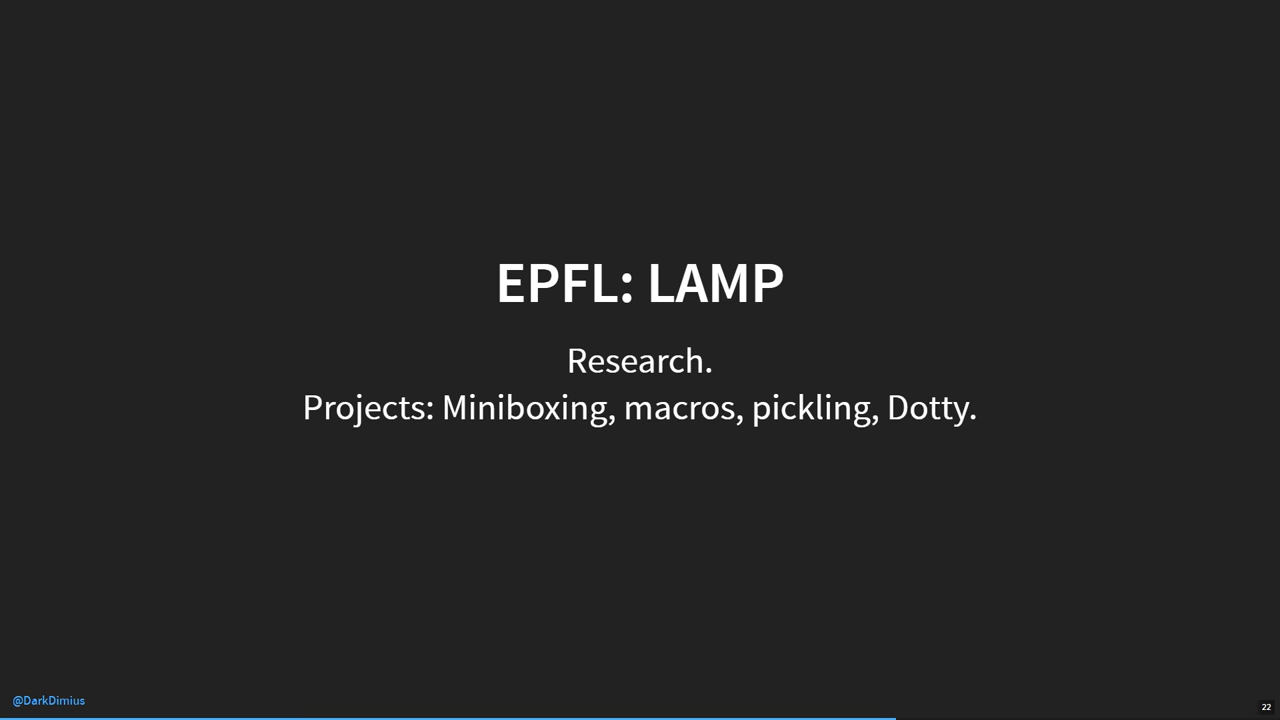 EPFL: LAMP
Research.
Projects: Miniboxing, macros, pickling, Dotty.
@DarkDimius
22